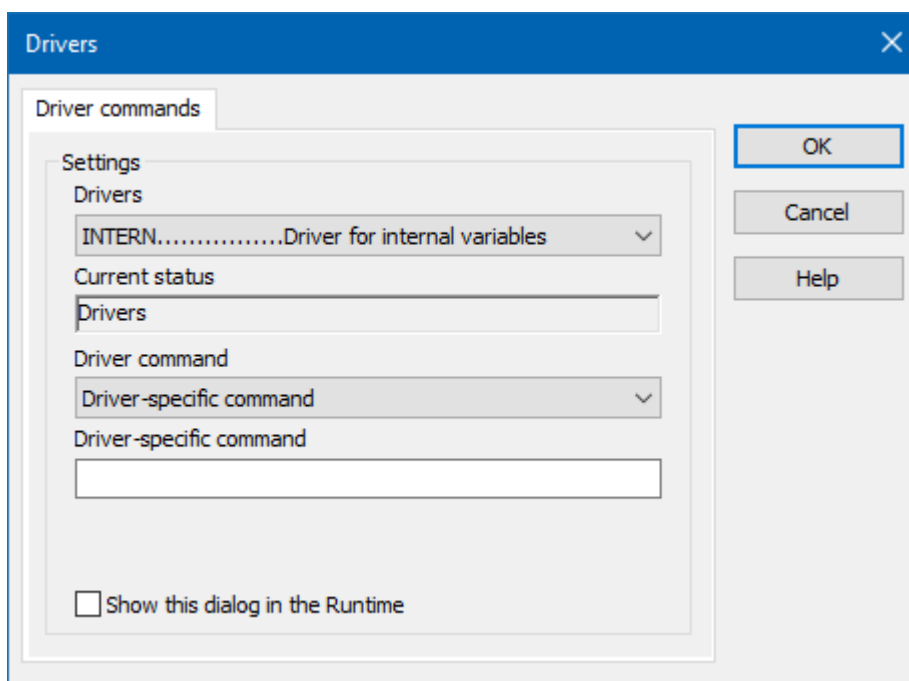 Drivers
Driver commands
Settings
Drivers
INTERN................Driver for internal variables
Current status
Drivers
Driver command
Driver-specific command
Driver-specific command
Show this dialog in the Runtime
OK
Cancel
Help